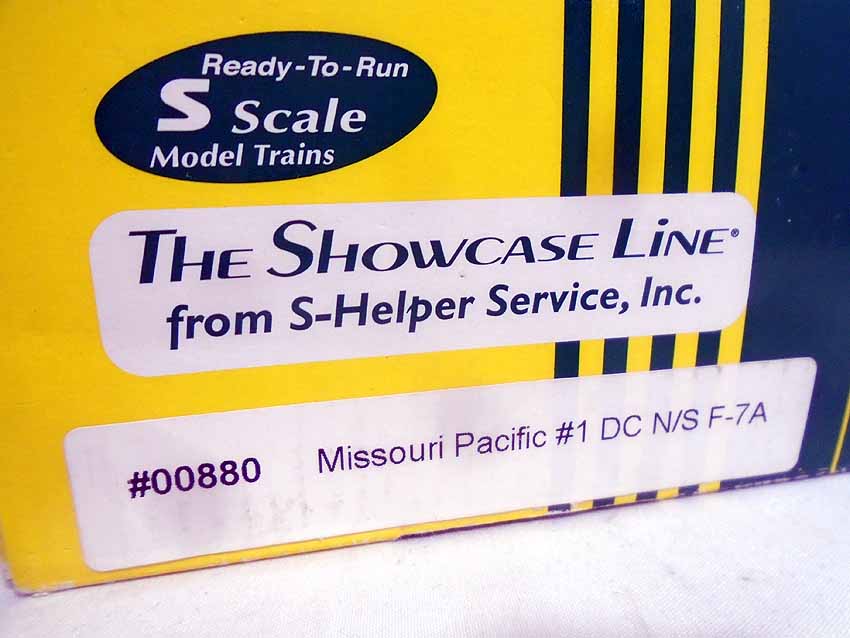 Ready-To-Run
S Scale
Model Trains
THE SHOWCASE LINE®
from S-Helper Service, Inc.
#00880 Missouri Pacific #1 DC N/S F-7A